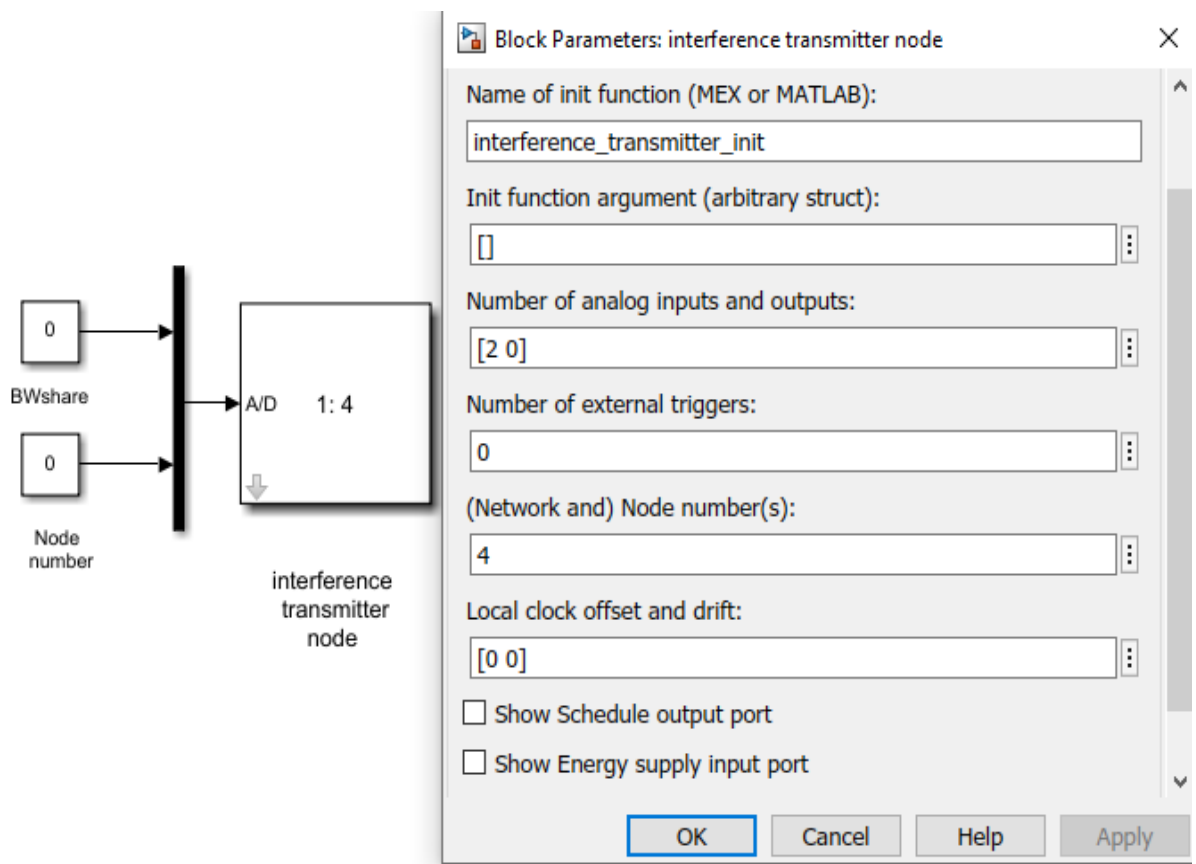 0
BWshare
0
Node
number
A/D
1: 4
interference
transmitter
node
Block Parameters: interference transmitter node
Name of init function (MEX or MATLAB):
interference_transmitter_init
Init function argument (arbitrary struct):
[]
Number of analog inputs and outputs:
[2 0]
Number of external triggers:
0
(Network and) Node number(s):
4
Local clock offset and drift:
[0 0]
Show Schedule output port
Show Energy supply input port
OK
Cancel
Help
Apply